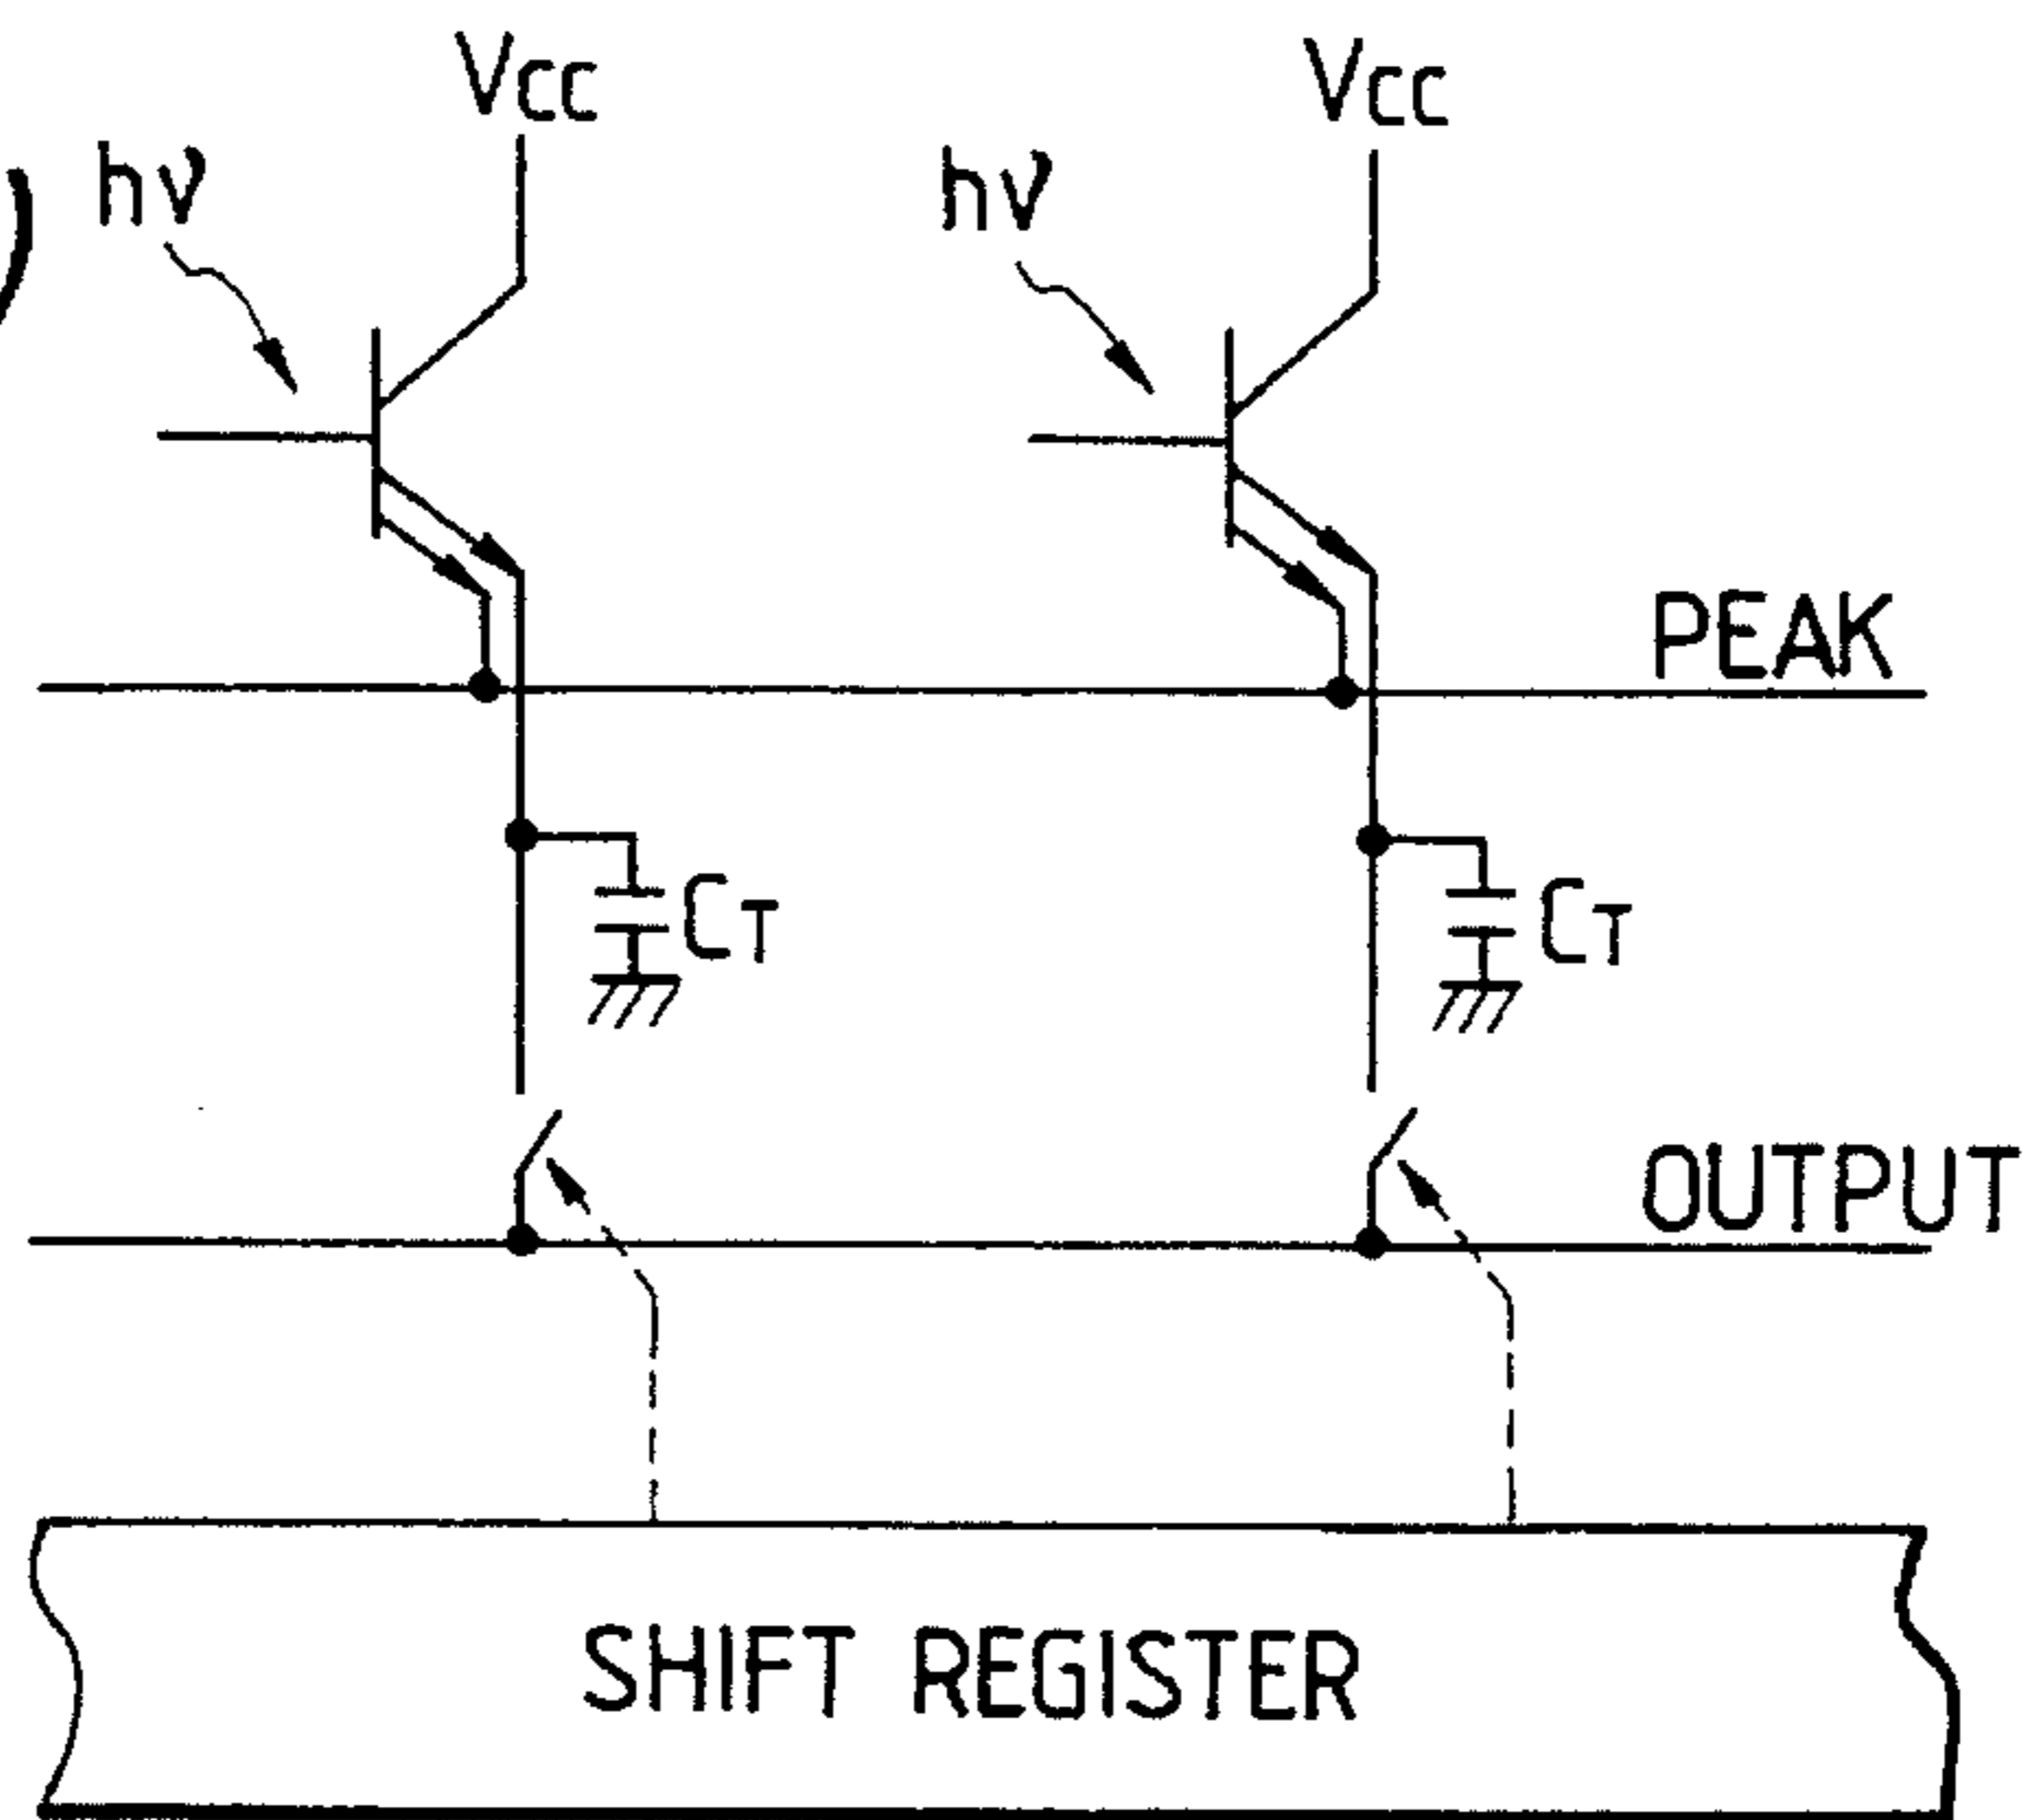 Vcc
Vcc
hν
hν
PEAK
CT
CT
OUTPUT
SHIFT REGISTER